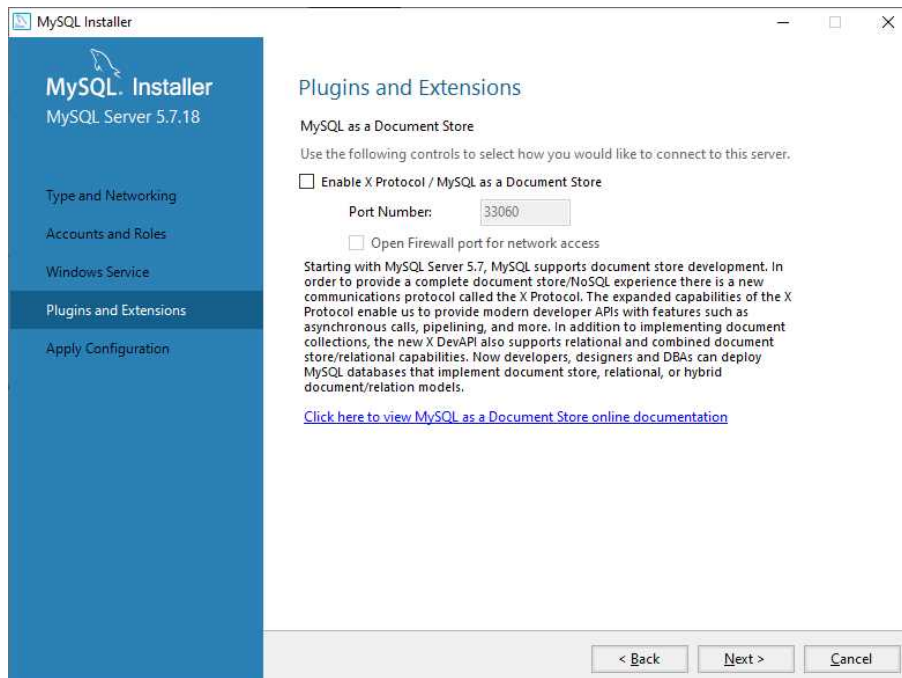 MySQL Installer
MySQL. Installer
MySQL Server 5.7.18
Type and Networking
Accounts and Roles
Windows Service
Plugins and Extensions
Apply Configuration
Plugins and Extensions
MySQL as a Document Store
Use the following controls to select how you would like to connect to this server.
Enable X Protocol / MySQL as a Document Store
Port Number: 33060
Open Firewall port for network access
Starting with MySQL Server 5.7, MySQL supports document store development. In
order to provide a complete document store/NoSQL experience there is a new
communications protocol called the X Protocol. The expanded capabilities of the X
Protocol enable us to provide modern developer APIs with features such as
asynchronous calls, pipelining, and more. In addition to implementing document
collections, the new X DevAPI also supports relational and combined document
store/relational capabilities. Now developers, designers and DBAs can deploy
MySQL databases that implement document store, relational, or hybrid
document/relation models.
Click here to view MySQL as a Document Store online documentation
< Back Next > Cancel